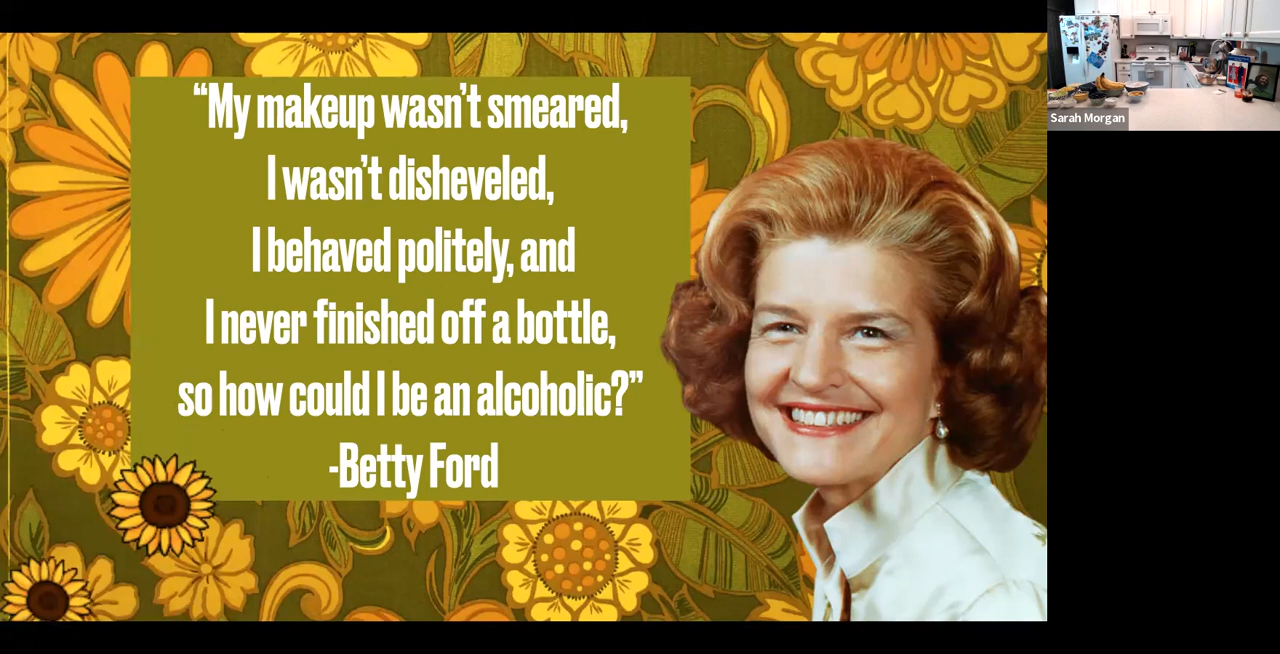 “My makeup wasn’t smeared,
I wasn’t disheveled,
I behaved politely, and
I never finished off a bottle,
so how could I be an alcoholic?”
-Betty Ford
Sarah Morgan